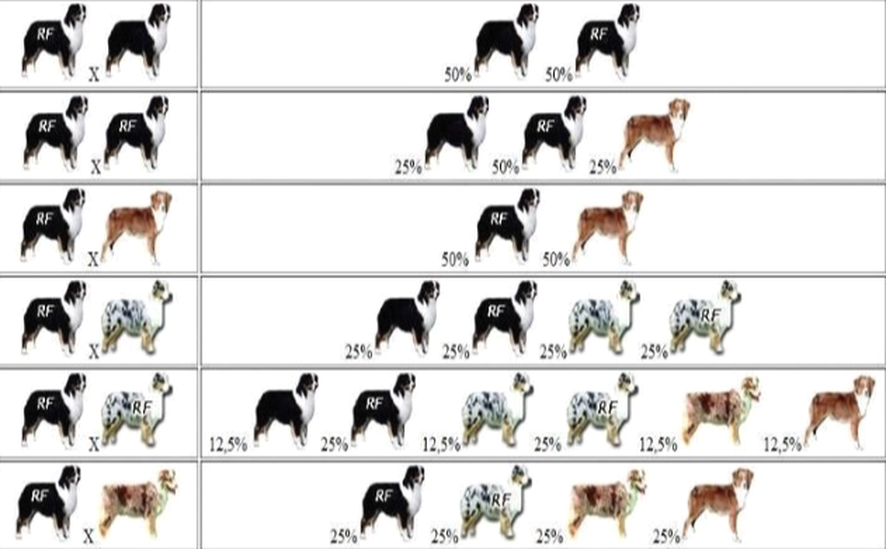 RF X 50% 50% RF
RF X RF 25% 50% RF 25%
RF X 50% RF 50%
RF X 25% 25% RF 25% 25% RF
RF X RF 12,5% 25% RF 12,5% 25% RF 12,5% 12,5%
RF X 25% RF 25% RF 25% 25%